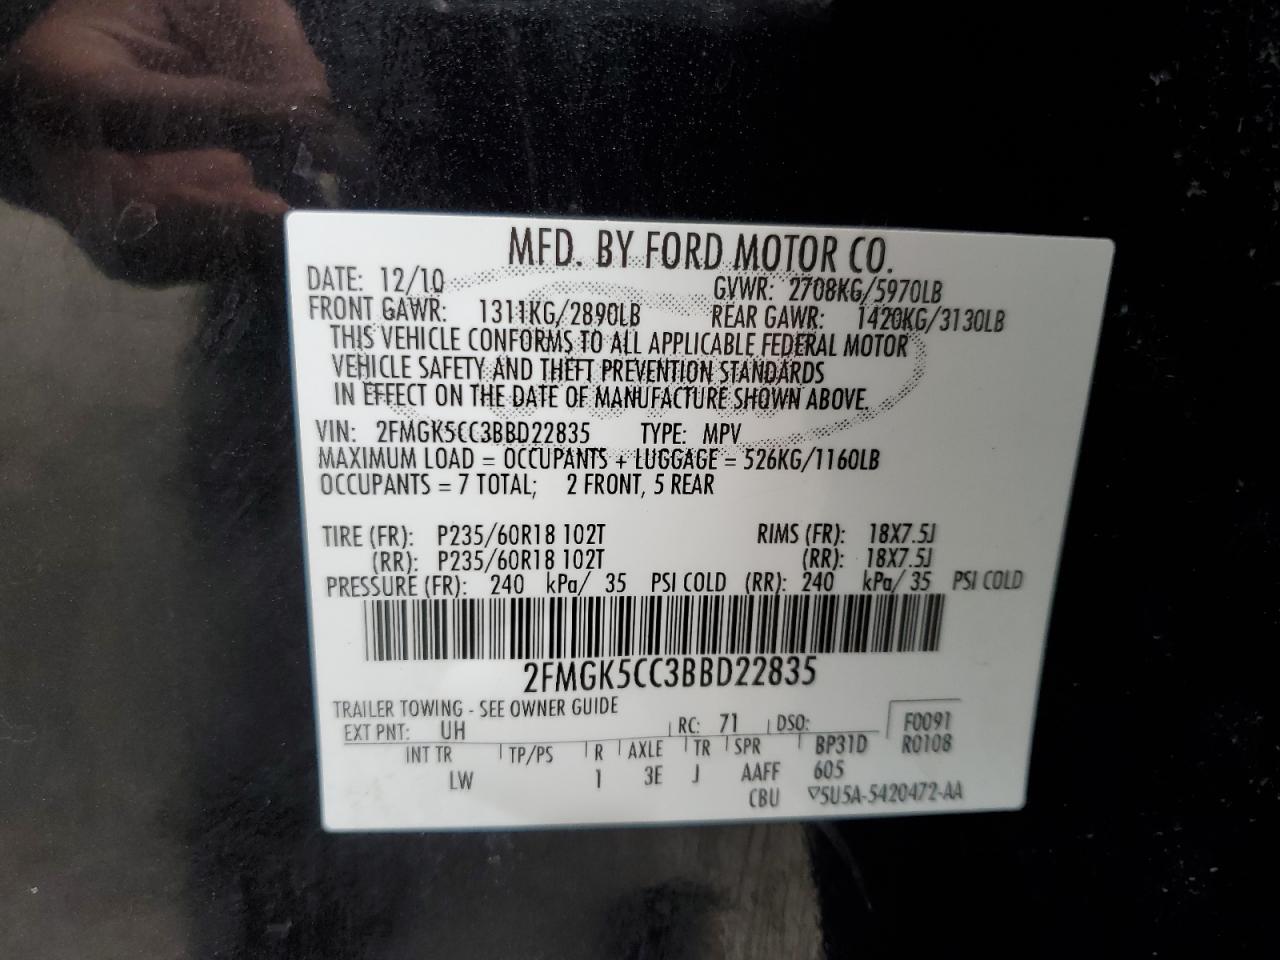 MFD. BY FORD MOTOR CO.
DATE: 12/10 GVWR: 2708KG/5970LB
FRONT GAWR: 1311KG/2890LB REAR GAWR: 1420KG/3130LB
THIS VEHICLE CONFORMS TO ALL APPLICABLE FEDERAL MOTOR
VEHICLE SAFETY AND THEFT PREVENTION STANDARDS
IN EFFECT ON THE DATE OF MANUFACTURE SHOWN ABOVE.
VIN: 2FMGK5CC3BBD22835 TYPE: MPV
MAXIMUM LOAD = OCCUPANTS + LUGGAGE = 526KG/1160LB
OCCUPANTS = 7 TOTAL; 2 FRONT, 5 REAR
TIRE (FR): P235/60R18 102T RIMS (FR): 18X7.5J
(RR): P235/60R18 102T (RR): 18X7.5J
PRESSURE (FR): 240 kPa/ 35 PSI COLD (RR): 240 kPa/ 35 PSI COLD
2FMGK5CC3BBD22835
TRAILER TOWING - SEE OWNER GUIDE
EXT PNT: UH RC: 71 DSO: F0091
INT TR TP/PS R AXLE TR SPR BP31D R0108
LW 1 3E J AAFF 605
CBU ▽5U5A-5420472-AA